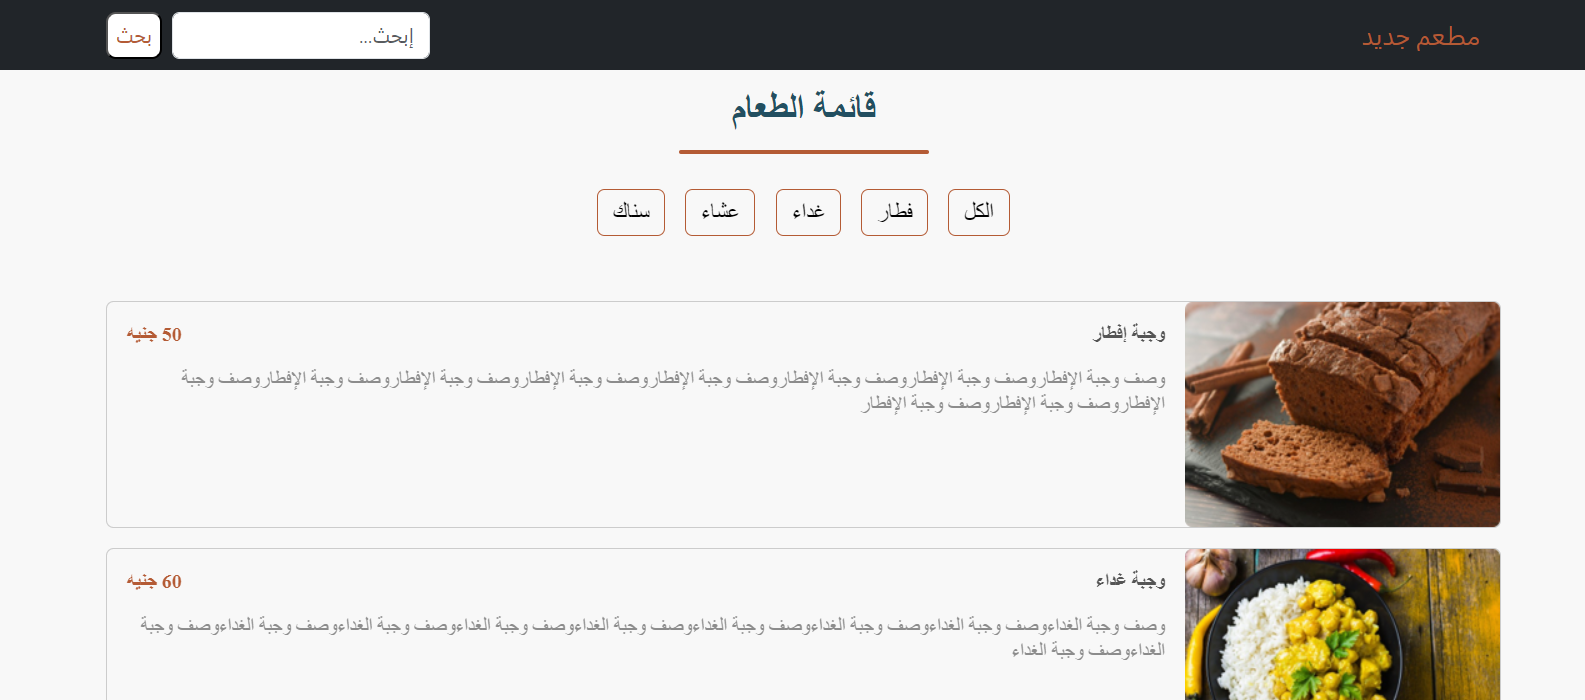 مطعم جديد
إبحث...
بحث
قائمة الطعام
الكل
فطار
غداء
عشاء
سناك
وجبة إفطار
50 جنيه
وصف وجبة الإفطاروصف وجبة الإفطاروصف وجبة الإفطاروصف وجبة الإفطاروصف وجبة الإفطاروصف وجبة الإفطاروصف وجبة الإفطاروصف وجبة
الإفطاروصف وجبة الإفطاروصف وجبة الإفطار
وجبة غداء
60 جنيه
وصف وجبة الغداءوصف وجبة الغداءوصف وجبة الغداءوصف وجبة الغداءوصف وجبة الغداءوصف وجبة الغداءوصف وجبة الغداءوصف وجبة الغداءوصف وجبة
الغداءوصف وجبة الغداء